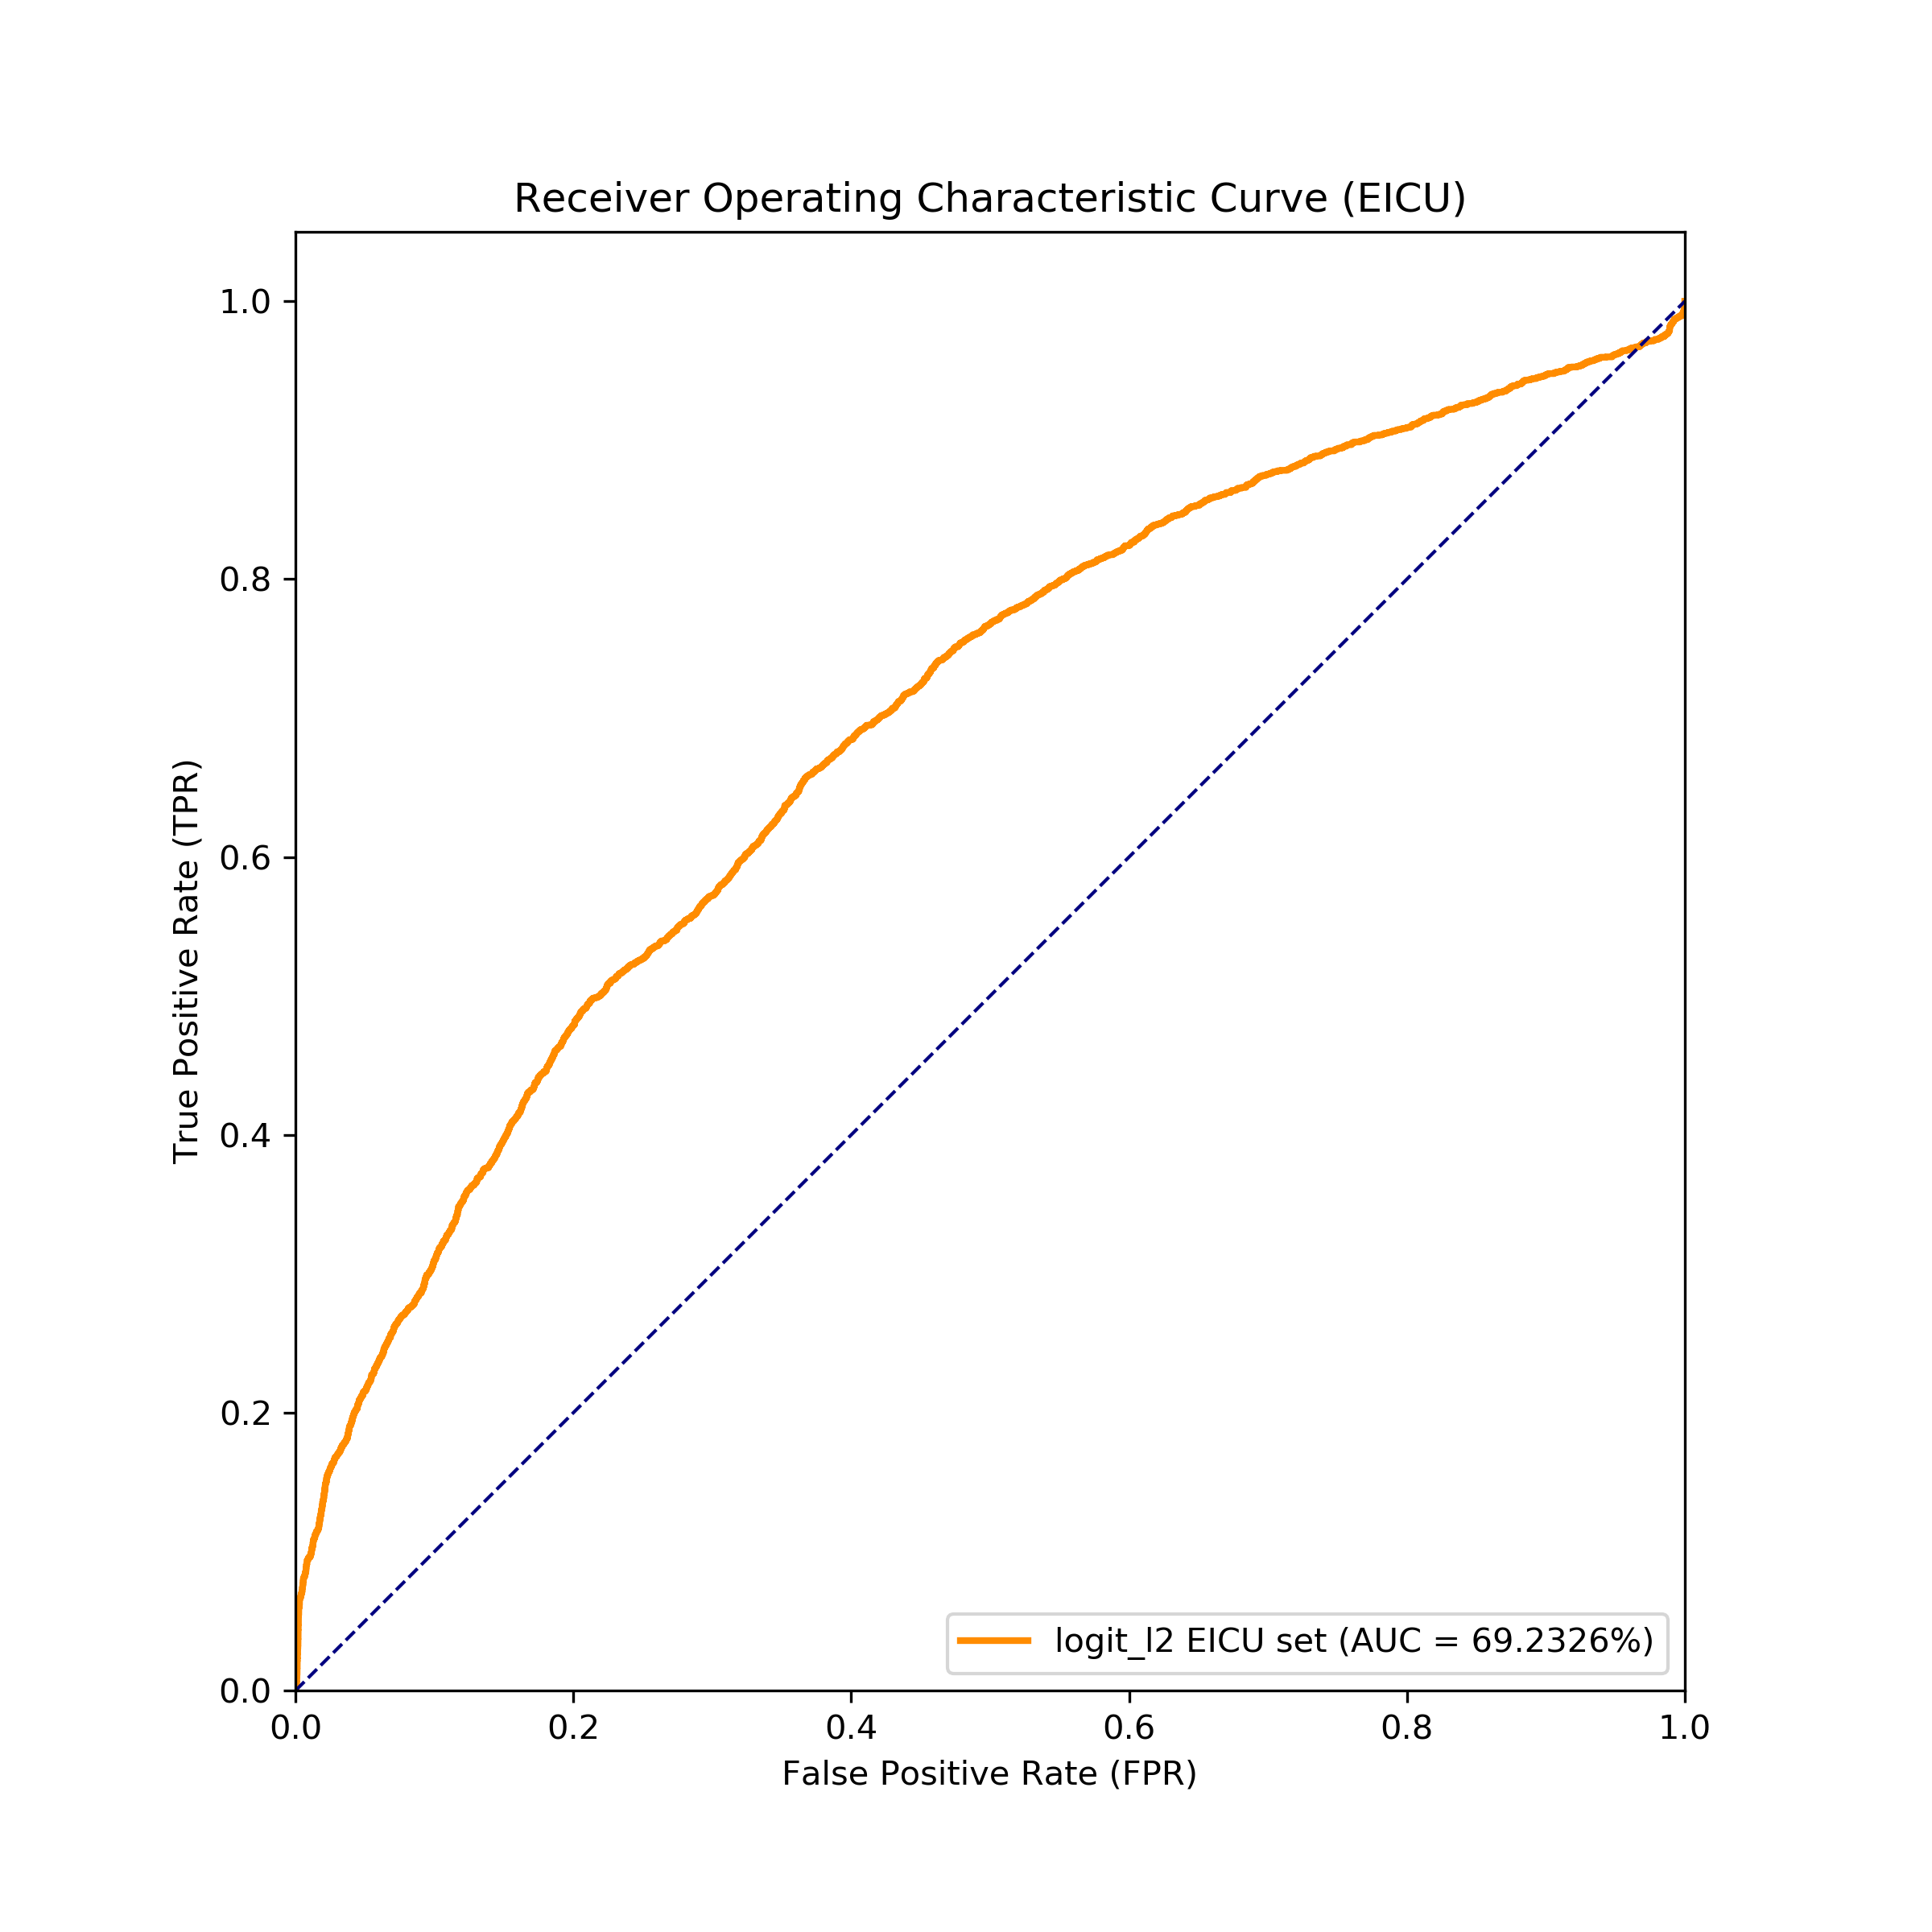 Receiver Operating Characteristic Curve (EICU)
1.0
0.8
0.6
0.4
0.2
0.0
True Positive Rate (TPR)
logit_l2 EICU set (AUC = 69.2326%)
0.0 0.2 0.4 0.6 0.8 1.0
False Positive Rate (FPR)